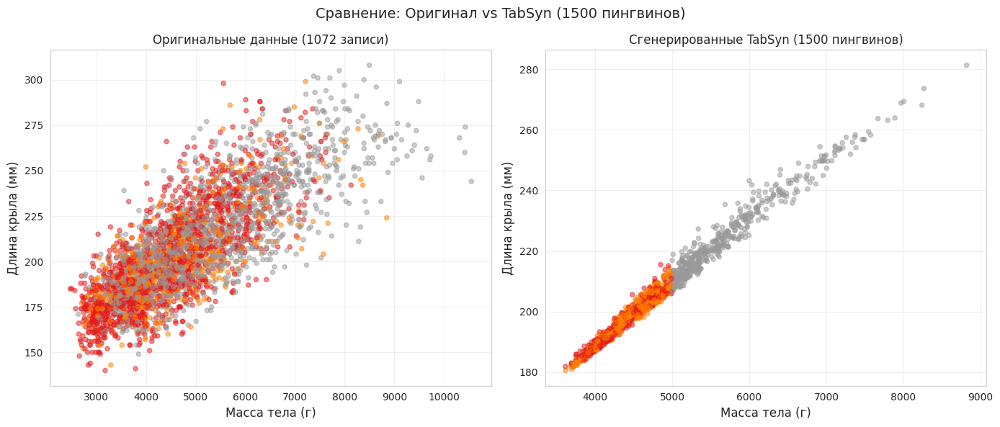 Сравнение: Оригинал vs TabSyn (1500 пингвинов)
Оригинальные данные (1072 записи)
Длина крыла (мм)
300
275
250
225
200
175
150
3000 4000 5000 6000 7000 8000 9000 10000
Масса тела (г)
Сгенерированные TabSyn (1500 пингвинов)
Длина крыла (мм)
280
260
240
220
200
180
4000 5000 6000 7000 8000 9000
Масса тела (г)